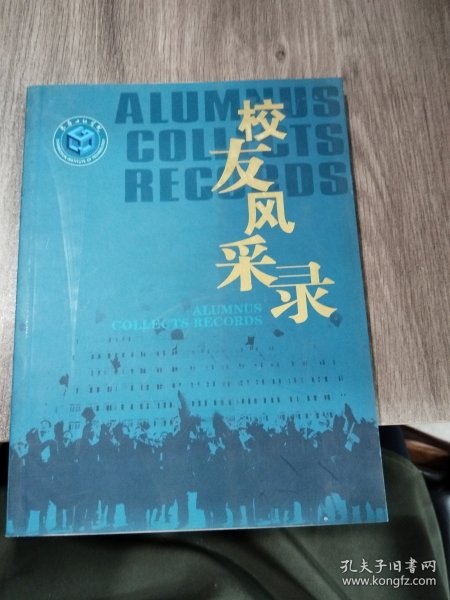 ALUMNUS
COLLECTS
RECORDS
校友风采录
ALUMNUS
COLLECTS RECORDS
孔夫子旧书网
www.kongfz.com